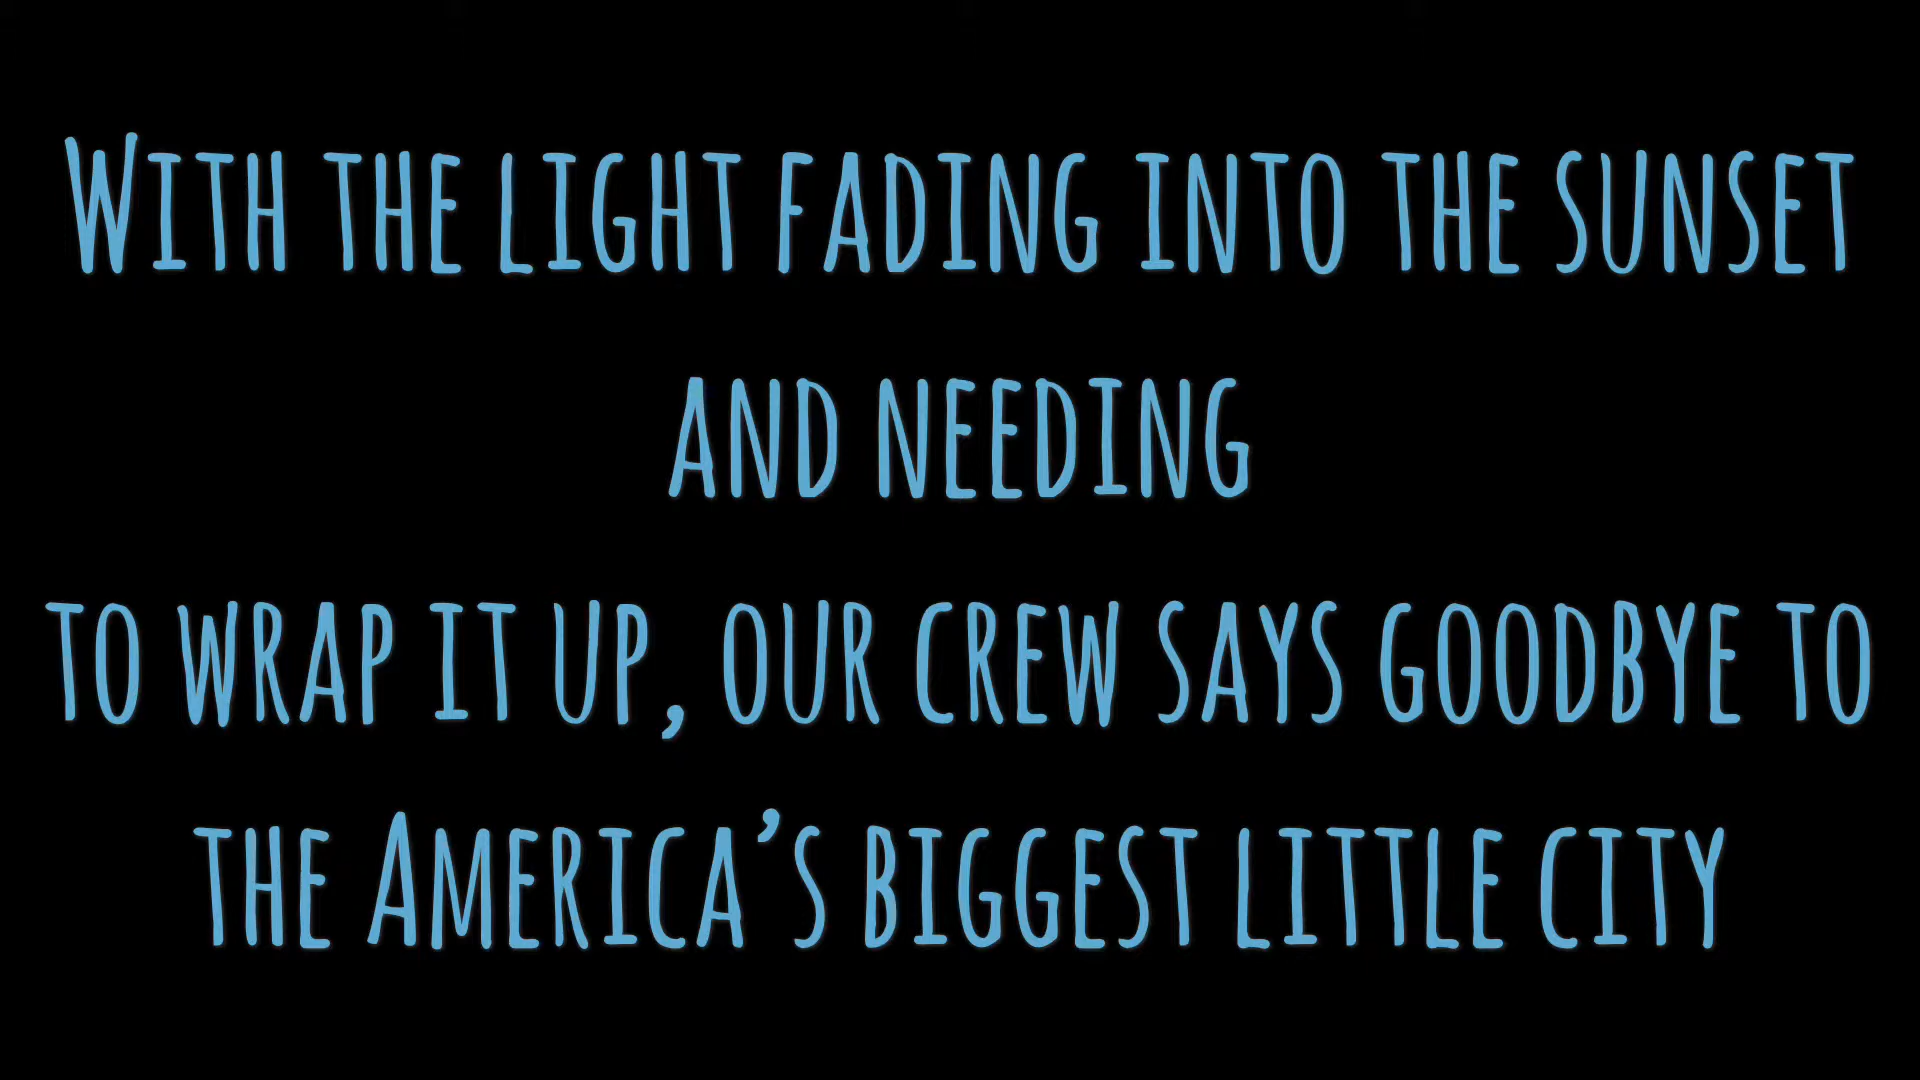 With the light fading into the sunset
and needing
to wrap it up, our crew says goodbye to
the America’s biggest little city